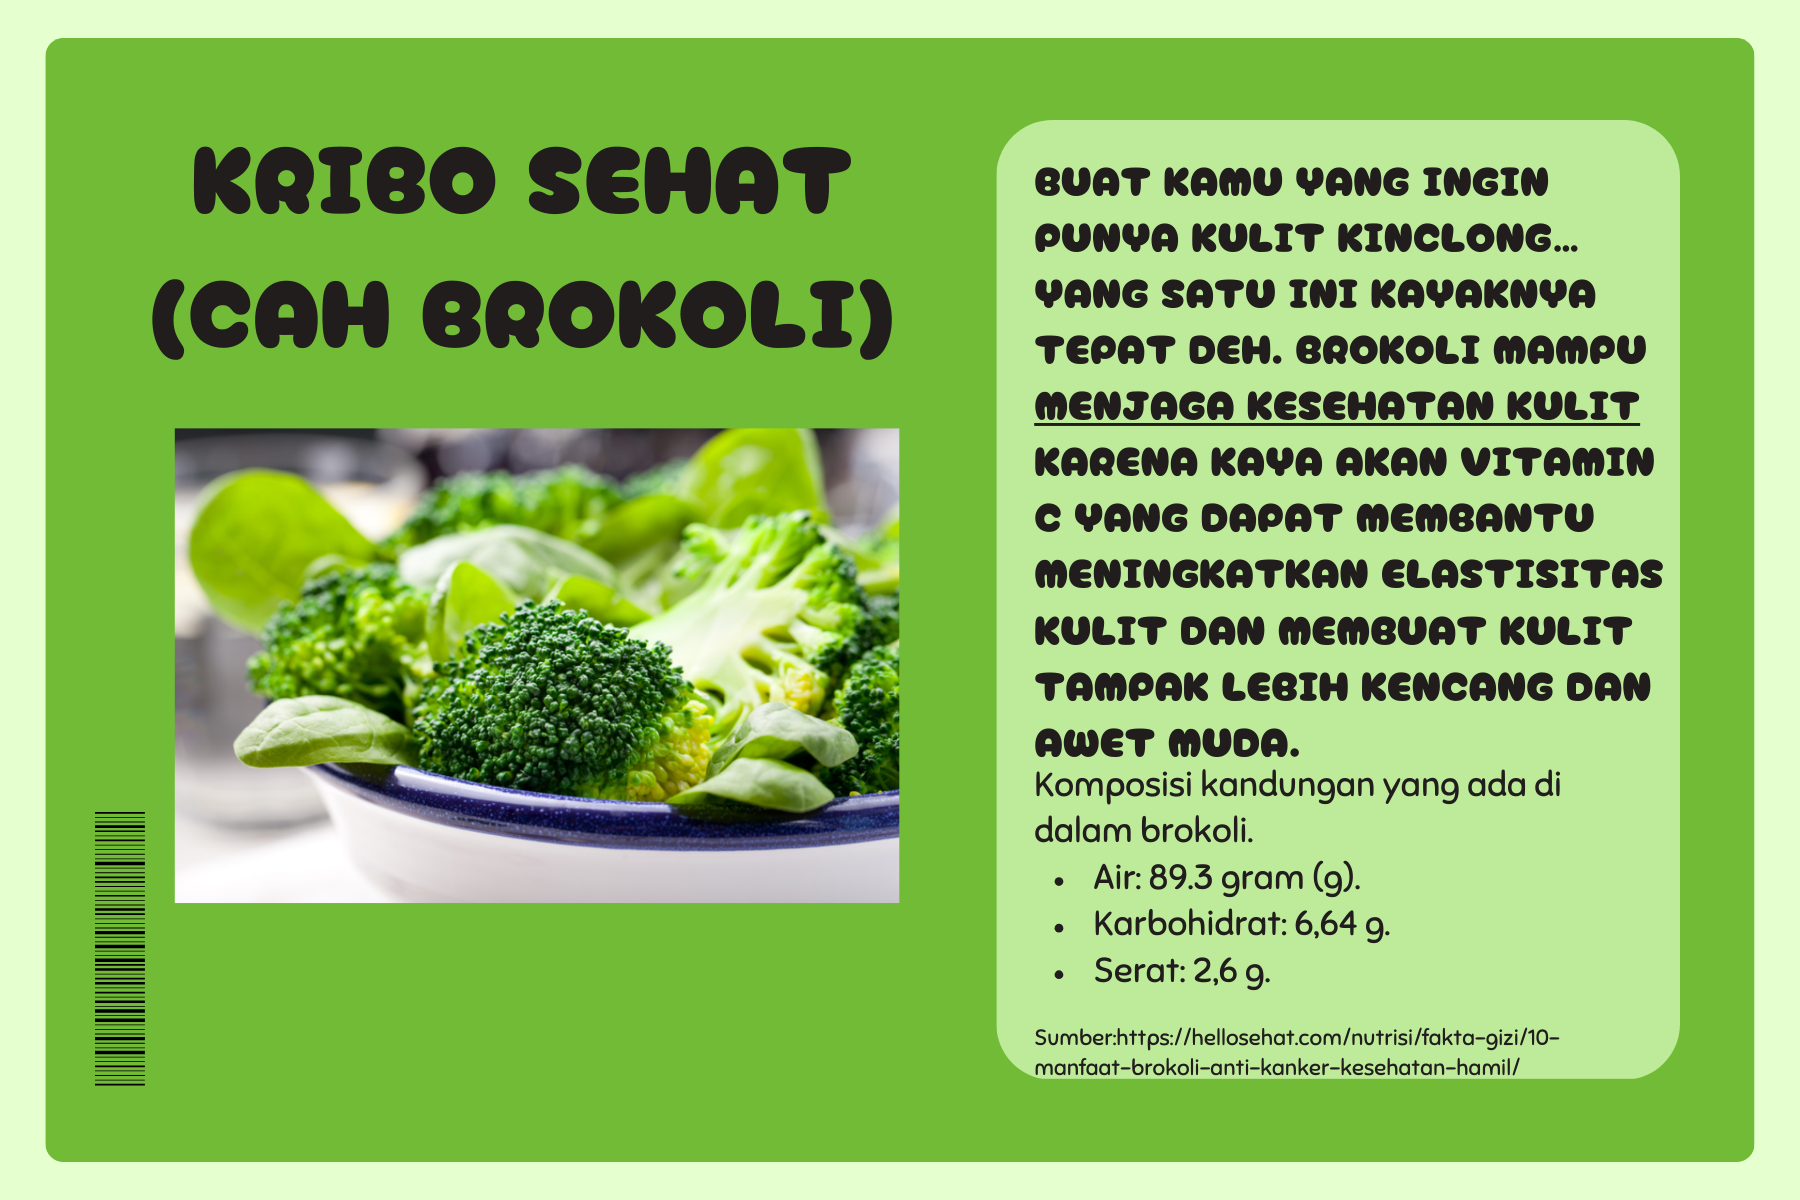 KRIBO SEHAT
(CAH BROKOLI)
BUAT KAMU YANG INGIN
PUNYA KULIT KINCLONG...
YANG SATU INI KAYAKNYA
TEPAT DEH. BROKOLI MAMPU
MENJAGA KESEHATAN KULIT
KARENA KAYA AKAN VITAMIN
C YANG DAPAT MEMBANTU
MENINGKATKAN ELASTISITAS
KULIT DAN MEMBUAT KULIT
TAMPAK LEBIH KENCANG DAN
AWET MUDA.
Komposisi kandungan yang ada di
dalam brokoli.
• Air: 89.3 gram (g).
• Karbohidrat: 6,64 g.
• Serat: 2,6 g.
Sumber:https://hellosehat.com/nutrisi/fakta-gizi/10-
manfaat-brokoli-anti-kanker-kesehatan-hamil/